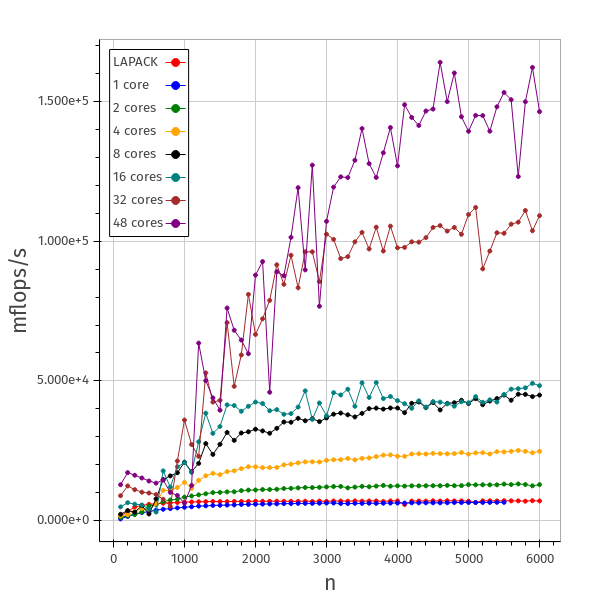 LAPACK
1 core
2 cores
4 cores
8 cores
16 cores
32 cores
48 cores
1.500e+5
1.000e+5
5.000e+4
0.000e+0
mflops/s
0 1000 2000 3000 4000 5000 6000
n